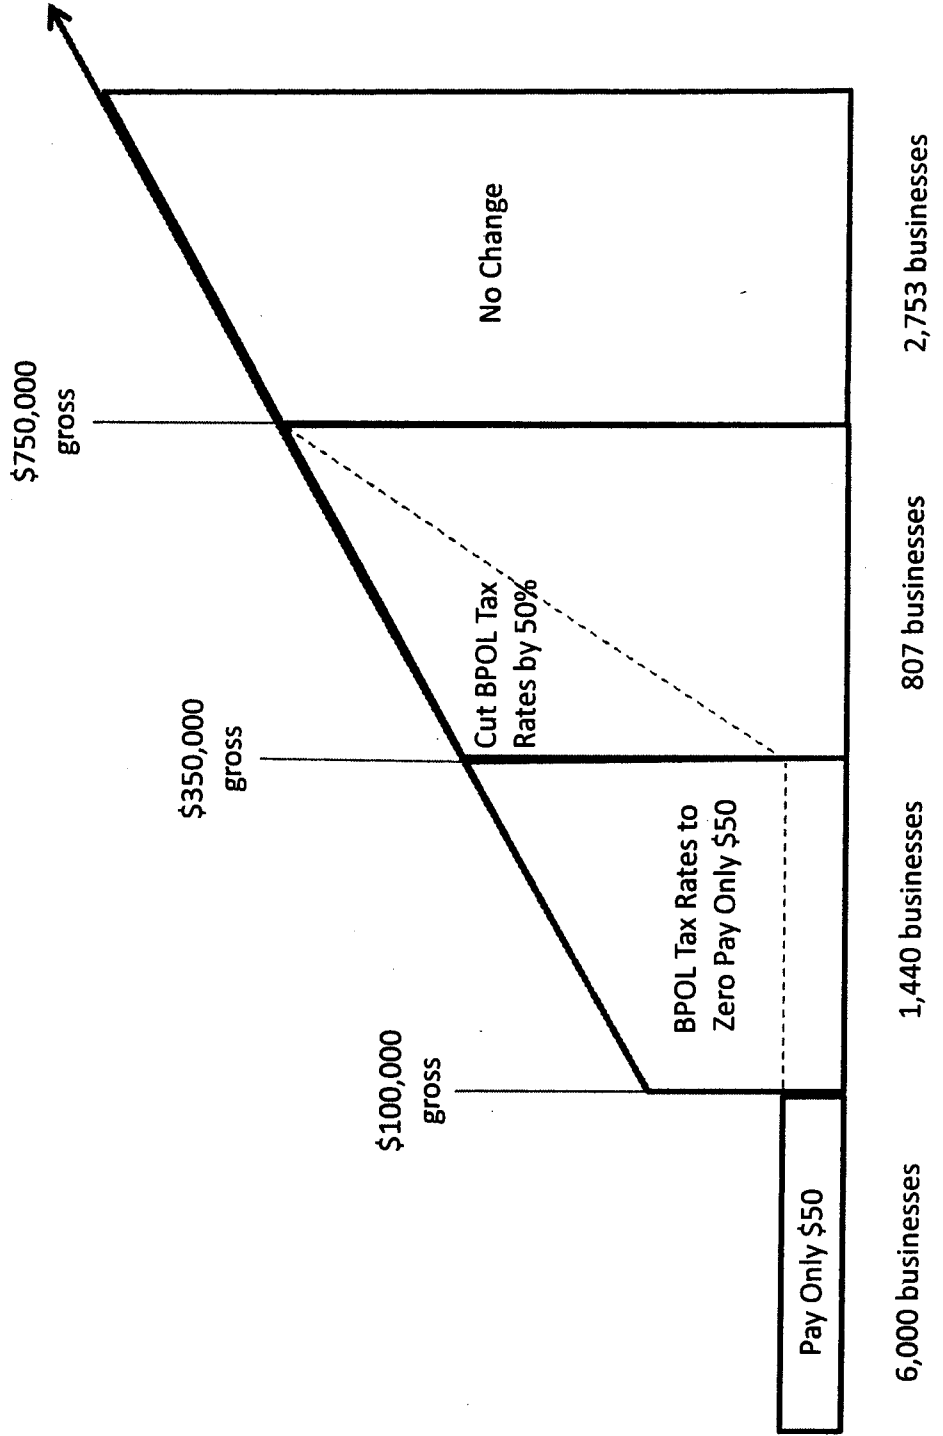 $750,000
gross
$350,000
gross
$100,000
gross
No Change
Cut BPOL Tax
Rates by 50%
BPOL Tax Rates to
Zero Pay Only $50
Pay Only $50
6,000 businesses
1,440 businesses
807 businesses
2,753 businesses